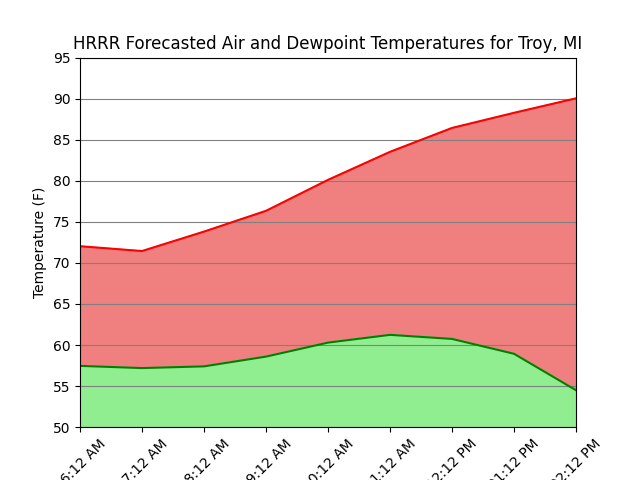 HRRR Forecasted Air and Dewpoint Temperatures for Troy, MI
Temperature (F)
95
90
85
80
75
70
65
60
55
50
6:12 AM
7:12 AM
8:12 AM
9:12 AM
0:12 AM
1:12 AM
2:12 PM
01:12 PM
02:12 PM